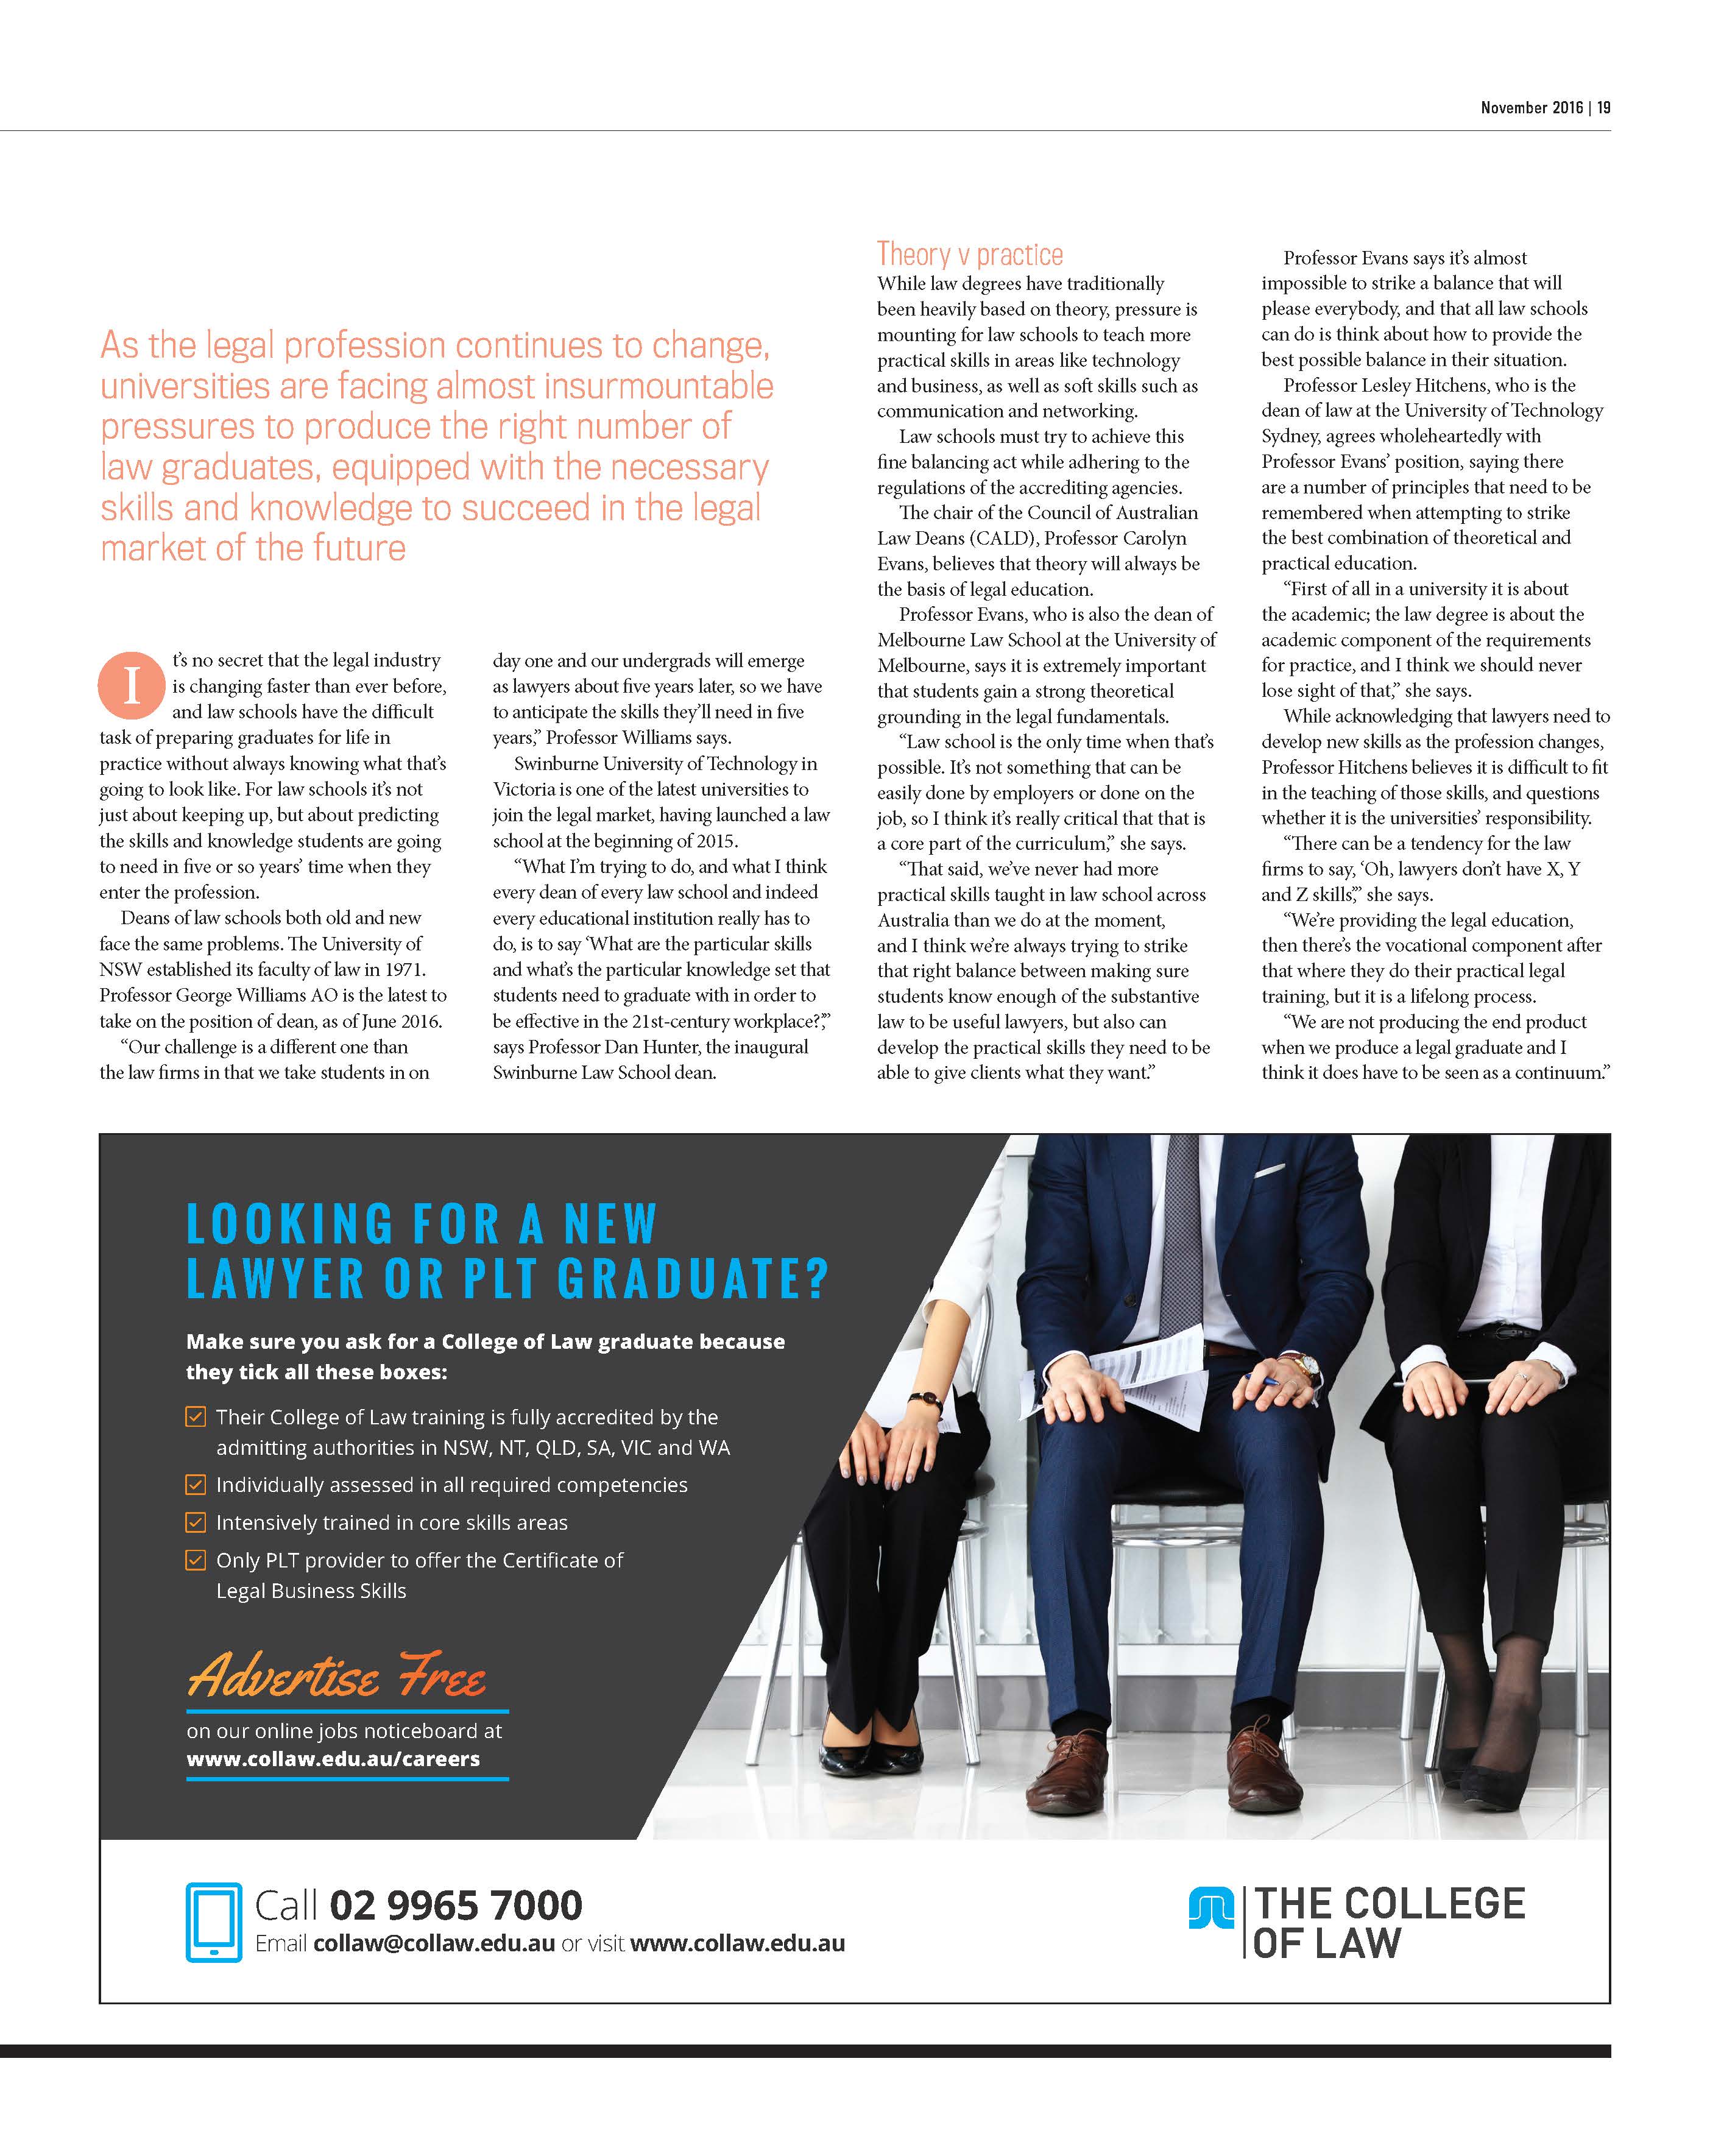 November 2016 | 19
As the legal profession continues to change,
universities are facing almost insurmountable
pressures to produce the right number of
law graduates, equipped with the necessary
skills and knowledge to succeed in the legal
market of the future
It's no secret that the legal industry
is changing faster than ever before,
and law schools have the difficult
task of preparing graduates for life in
practice without always knowing what that's
going to look like. For law schools it's not
just about keeping up, but about predicting
the skills and knowledge students are going
to need in five or so years' time when they
enter the profession.
Deans of law schools both old and new
face the same problems. The University of
NSW established its faculty of law in 1971.
Professor George Williams AO is the latest to
take on the position of dean, as of June 2016.
“Our challenge is a different one than
the law firms in that we take students in on
day one and our undergrads will emerge
as lawyers about five years later, so we have
to anticipate the skills they'll need in five
years,” Professor Williams says.
Swinburne University of Technology in
Victoria is one of the latest universities to
join the legal market, having launched a law
school at the beginning of 2015.
“What I'm trying to do, and what I think
every dean of every law school and indeed
every educational institution really has to
do, is to say ‘What are the particular skills
and what's the particular knowledge set that
students need to graduate with in order to
be effective in the 21st-century workplace?’,”
says Professor Dan Hunter, the inaugural
Swinburne Law School dean.
Theory v practice
While law degrees have traditionally
been heavily based on theory, pressure is
mounting for law schools to teach more
practical skills in areas like technology
and business, as well as soft skills such as
communication and networking.
Law schools must try to achieve this
fine balancing act while adhering to the
regulations of the accrediting agencies.
The chair of the Council of Australian
Law Deans (CALD), Professor Carolyn
Evans, believes that theory will always be
the basis of legal education.
Professor Evans, who is also the dean of
Melbourne Law School at the University of
Melbourne, says it is extremely important
that students gain a strong theoretical
grounding in the legal fundamentals.
“Law school is the only time when that's
possible. It's not something that can be
easily done by employers or done on the
job, so I think it's really critical that that is
a core part of the curriculum,” she says.
“That said, we've never had more
practical skills taught in law school across
Australia than we do at the moment,
and I think we're always trying to strike
that right balance between making sure
students know enough of the substantive
law to be useful lawyers, but also can
develop the practical skills they need to be
able to give clients what they want.”
Professor Evans says it's almost
impossible to strike a balance that will
please everybody, and that all law schools
can do is think about how to provide the
best possible balance in their situation.
Professor Lesley Hitchens, who is the
dean of law at the University of Technology
Sydney, agrees wholeheartedly with
Professor Evans' position, saying there
are a number of principles that need to be
remembered when attempting to strike
the best combination of theoretical and
practical education.
“First of all in a university it is about
the academic; the law degree is about the
academic component of the requirements
for practice, and I think we should never
lose sight of that,” she says.
While acknowledging that lawyers need to
develop new skills as the profession changes,
Professor Hitchens believes it is difficult to fit
in the teaching of those skills, and questions
whether it is the universities' responsibility.
“There can be a tendency for the law
firms to say, ‘Oh, lawyers don't have X, Y
and Z skills’,” she says.
“We're providing the legal education,
then there's the vocational component after
that where they do their practical legal
training, but it is a lifelong process.
“We are not producing the end product
when we produce a legal graduate and I
think it does have to be seen as a continuum.”
LOOKING FOR A NEW
LAWYER OR PLT GRADUATE?
Make sure you ask for a College of Law graduate because
they tick all these boxes:
Their College of Law training is fully accredited by the
admitting authorities in NSW, NT, QLD, SA, VIC and WA
Individually assessed in all required competencies
Intensively trained in core skills areas
Only PLT provider to offer the Certificate of
Legal Business Skills
Advertise Free
on our online jobs noticeboard at
www.collaw.edu.au/careers
Call 02 9965 7000
Email collaw@collaw.edu.au or visit www.collaw.edu.au
THE COLLEGE
OF LAW